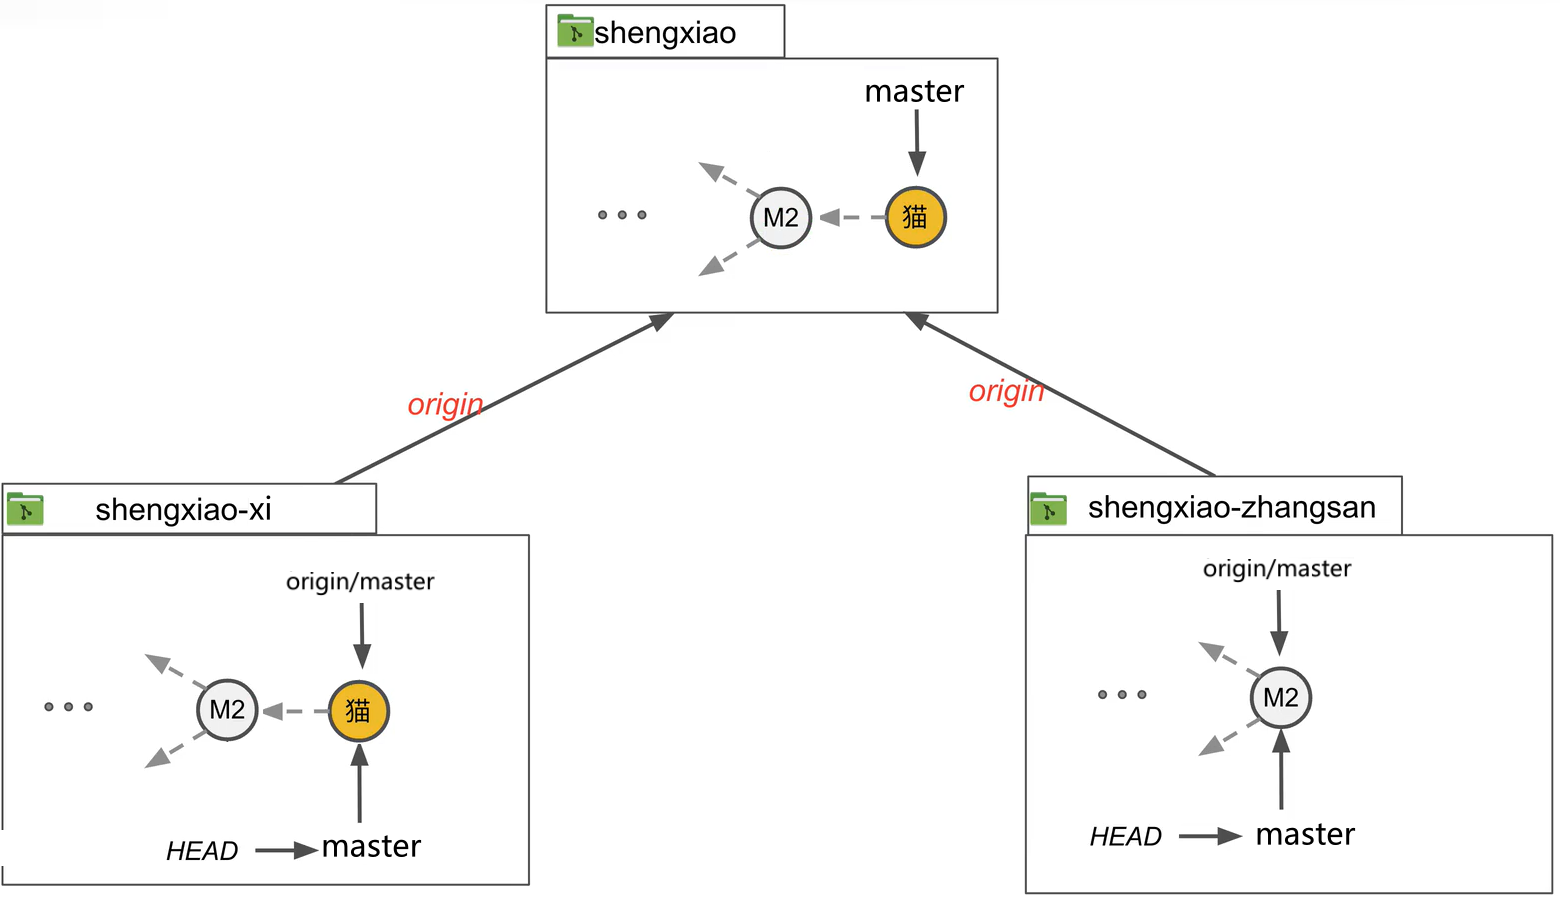 shengxiao
master
M2
猫
origin
origin
shengxiao-xi
origin/master
M2
猫
HEAD
master
shengxiao-zhangsan
origin/master
M2
HEAD
master